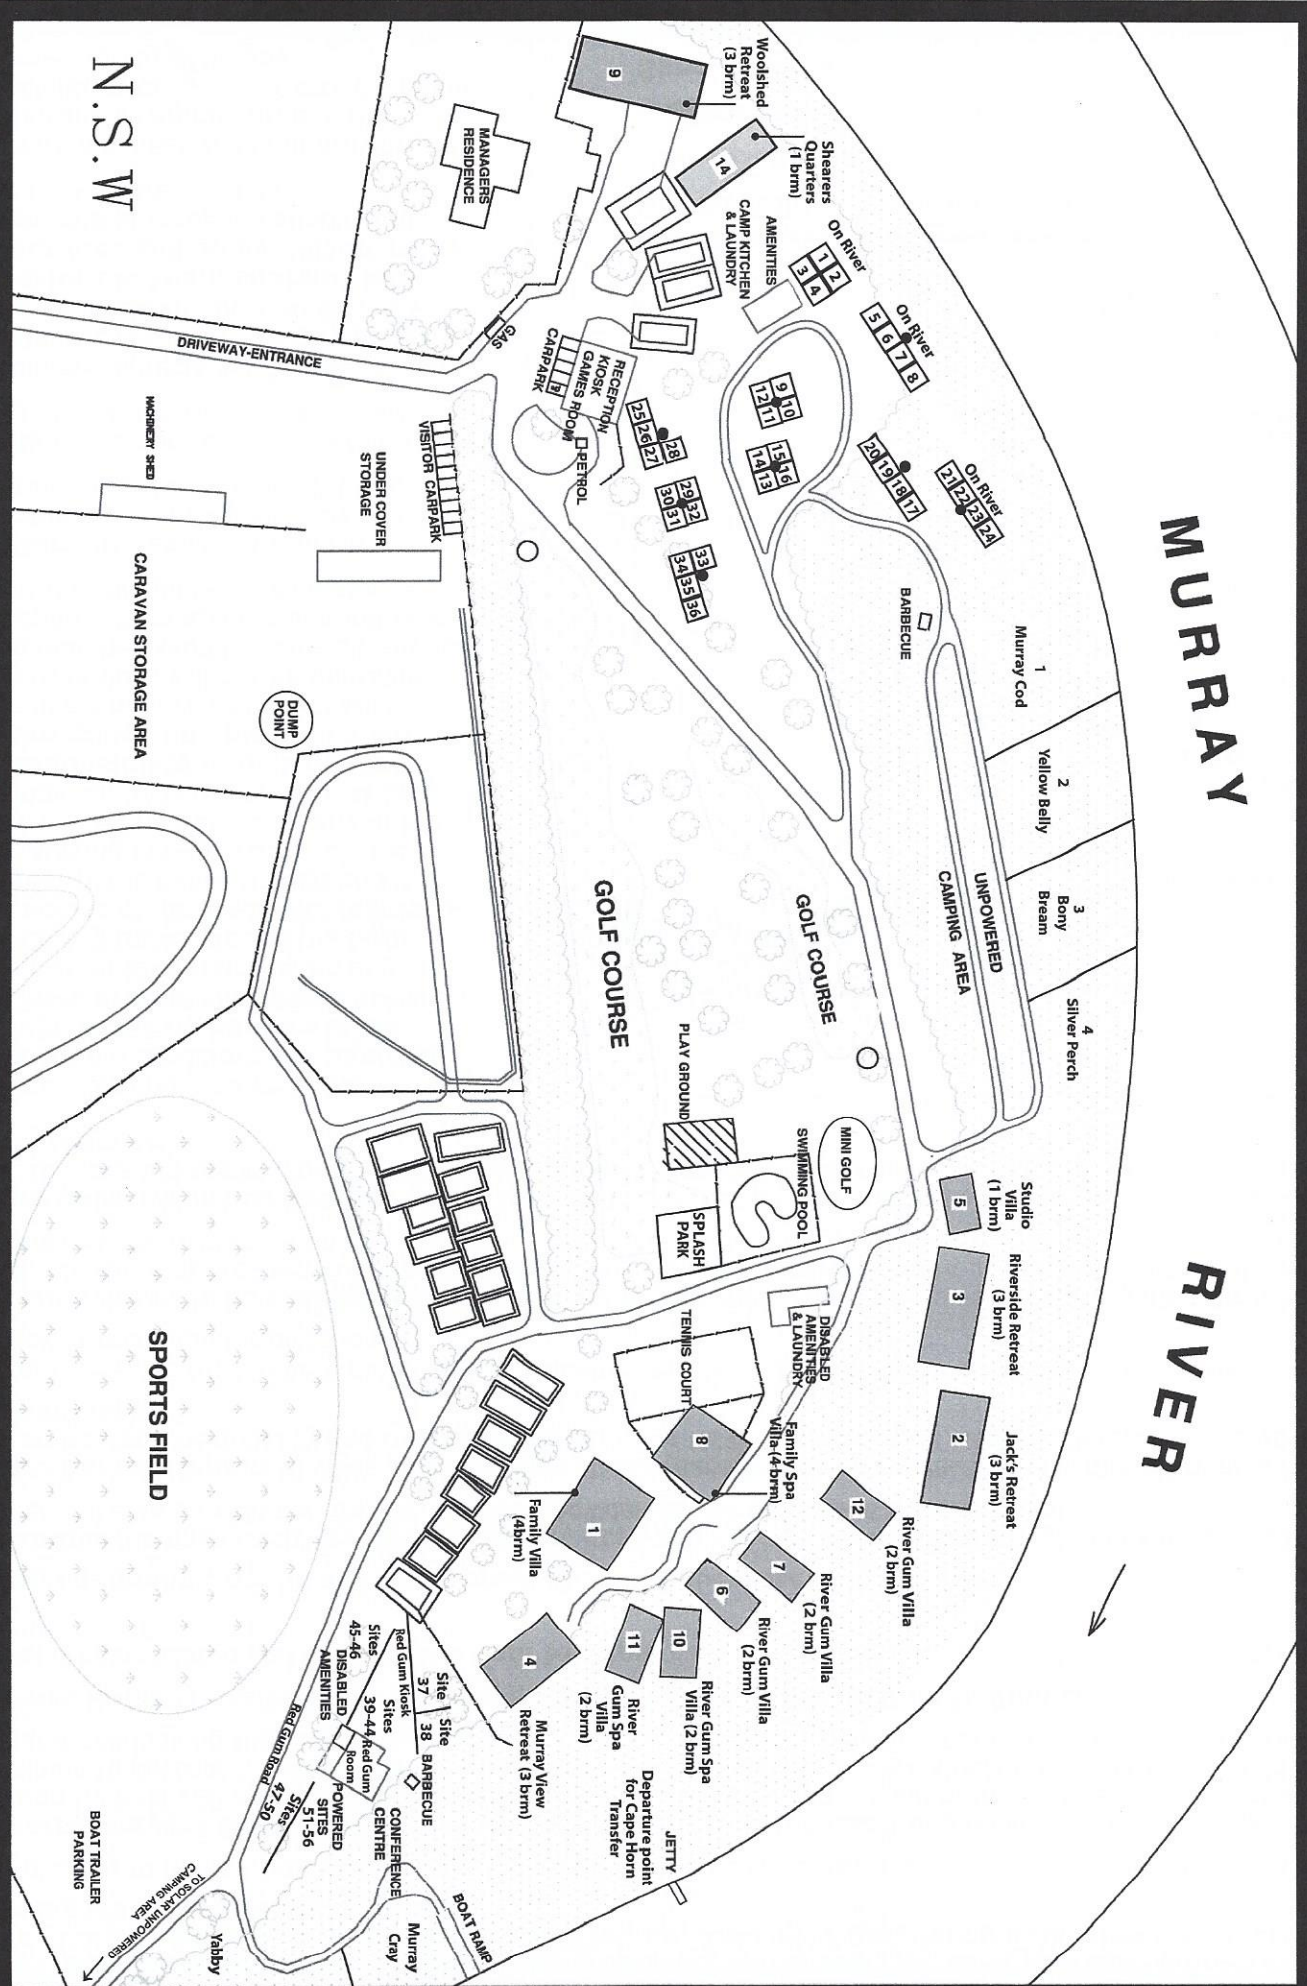 MURRAY
RIVER
N.S.W
Woolshed
Retreat
(3 brm)
9
Shearers
Quarters
(1 brm)
14
MANAGERS
RESIDENCE
CAMP KITCHEN
& LAUNDRY
AMENITIES
On River
1 2
3 4
On River
5 6 7 8
9 10
12 11
15 16
14 13
20 19 18 17
On River
21 22 23 24
GAS
CARPARK
RECEPTION
KIOSK
GAMES ROOM
PETROL
25 26 27
28
29 32
30 31
33
34 35 36
DRIVEWAY-ENTRANCE
VISITOR CARPARK
UNDER COVER
STORAGE
MACHINERY SHED
CARAVAN STORAGE AREA
DUMP
POINT
BARBECUE
1
Murray Cod
2
Yellow Belly
3
Bony
Bream
4
Silver Perch
UNPOWERED
CAMPING AREA
GOLF COURSE
GOLF COURSE
PLAY GROUND
MINI GOLF
SWIMMING POOL
SPLASH
PARK
Studio
Villa
(1 brm)
5
Riverside Retreat
(3 brm)
3
Jack's Retreat
(3 brm)
2
DISABLED
AMENITIES
& LAUNDRY
TENNIS COURT
Family Spa
Villa (4 brm)
8
Family Villa
(4brm)
1
River Gum Villa
(2 brm)
12
River Gum Villa
(2 brm)
7
River Gum Villa
(2 brm)
6
River Gum Spa
Villa (2 brm)
10
River
Gum Spa
Villa
(2 brm)
11
Murray View
Retreat (3 brm)
4
Departure point
for Cape Horn
Transfer
JETTY
SPORTS FIELD
Sites
45-46
Red Gum Kiosk
Site
37
Site
38
Sites
39-44
DISABLED
AMENITIES
Red Gum
Room
BARBECUE
CONFERENCE
CENTRE
POWERED
SITES
51-56
Sites
47-50
Red Gum Road
BOAT RAMP
Murray
Cray
Yabby
TO SOLAR UNPOWERED
CAMPING AREA
BOAT TRAILER
PARKING